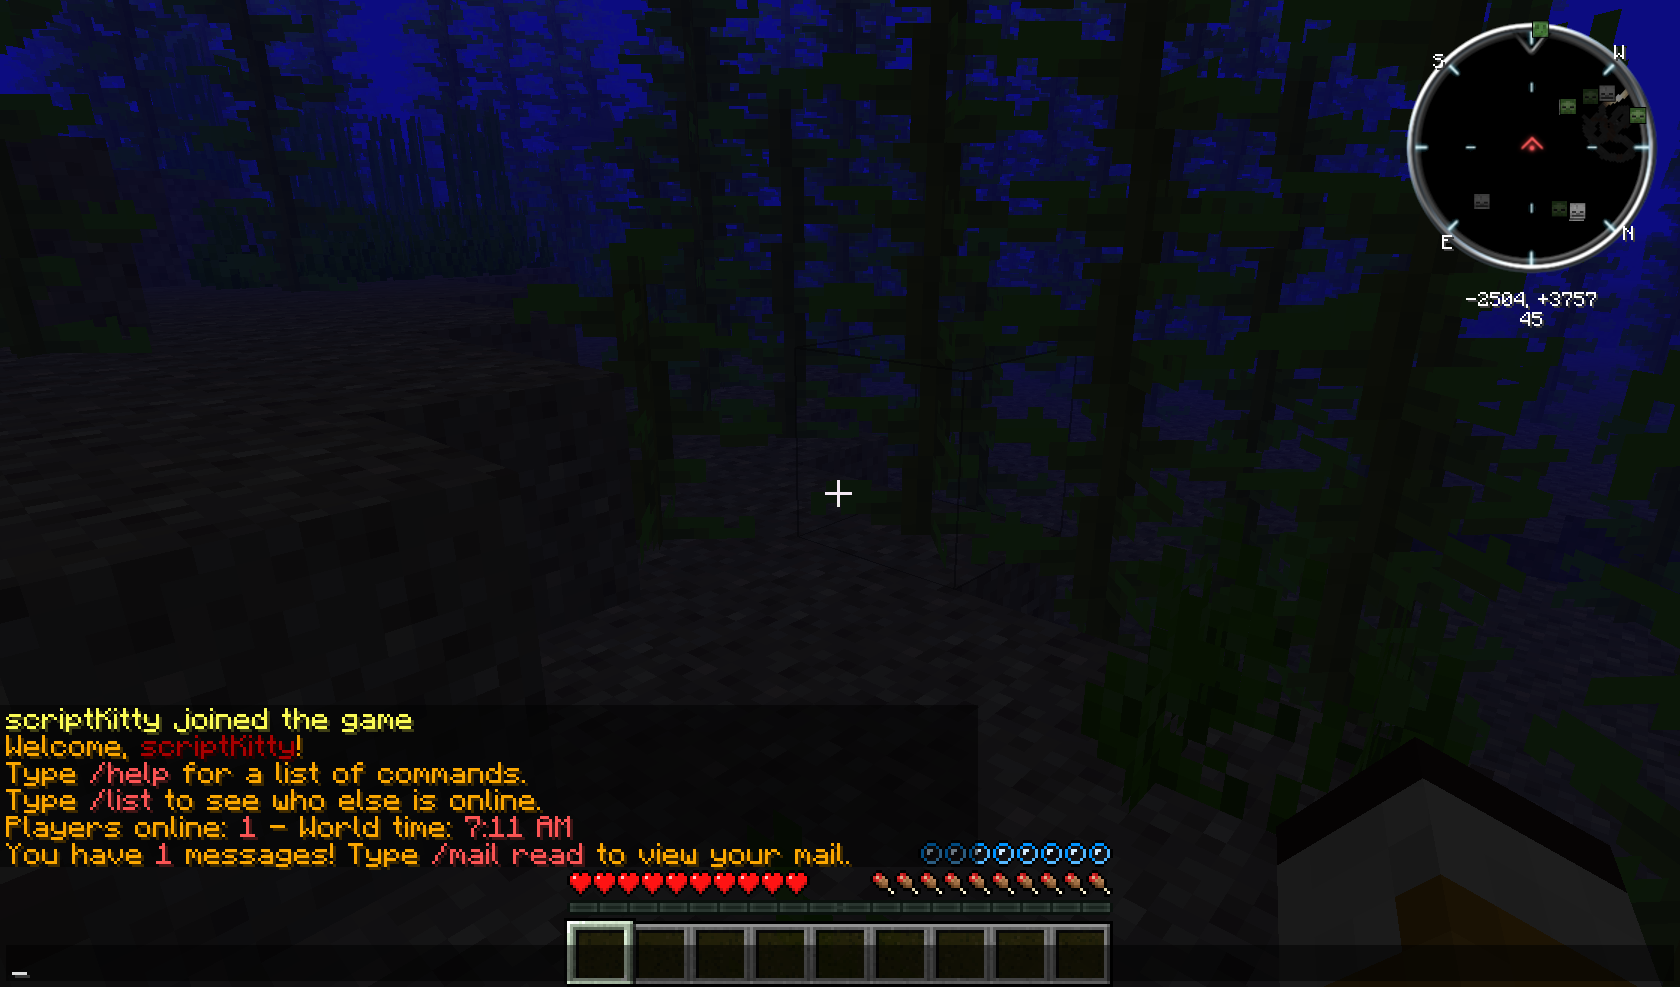 S
W
E
N
-2504, +3757
45
scriptKitty joined the game
Welcome, scriptKitty!
Type /help for a list of commands.
Type /list to see who else is online.
Players online: 1 - World time: 7:11 AM
You have 1 messages! Type /mail read to view your mail.
_